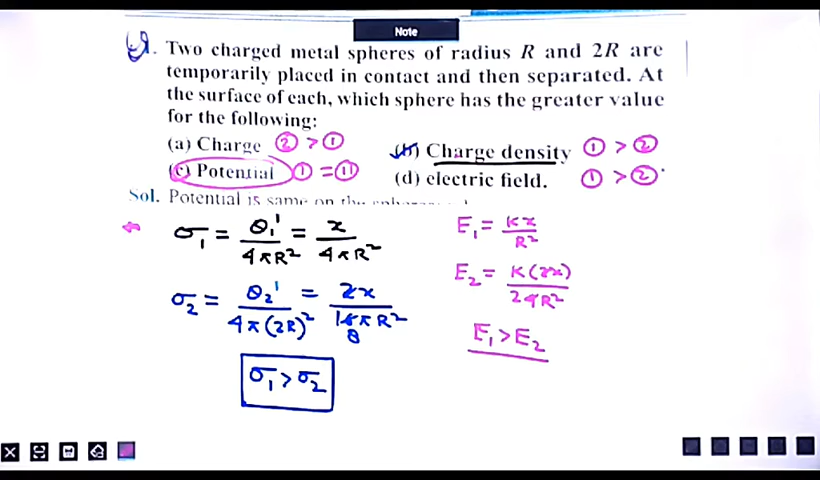 Note
Q. Two charged metal spheres of radius R and 2R are
temporarily placed in contact and then separated. At
the surface of each, which sphere has the greater value
for the following:
(a) Charge ② > ① (b) Charge density ① > ②
(c) Potential ① = ⑪ (d) electric field. ① > ②
Sol. Potential is same on the spheres
σ₁ = Q₁'/4πR² = x/4πR²
E₁ = Kx/R²
E₂ = K(2x)/24R²
σ₂ = Q₂'/4π(2R)² = 2x/16πR²
8
E₁ > E₂
σ₁ > σ₂